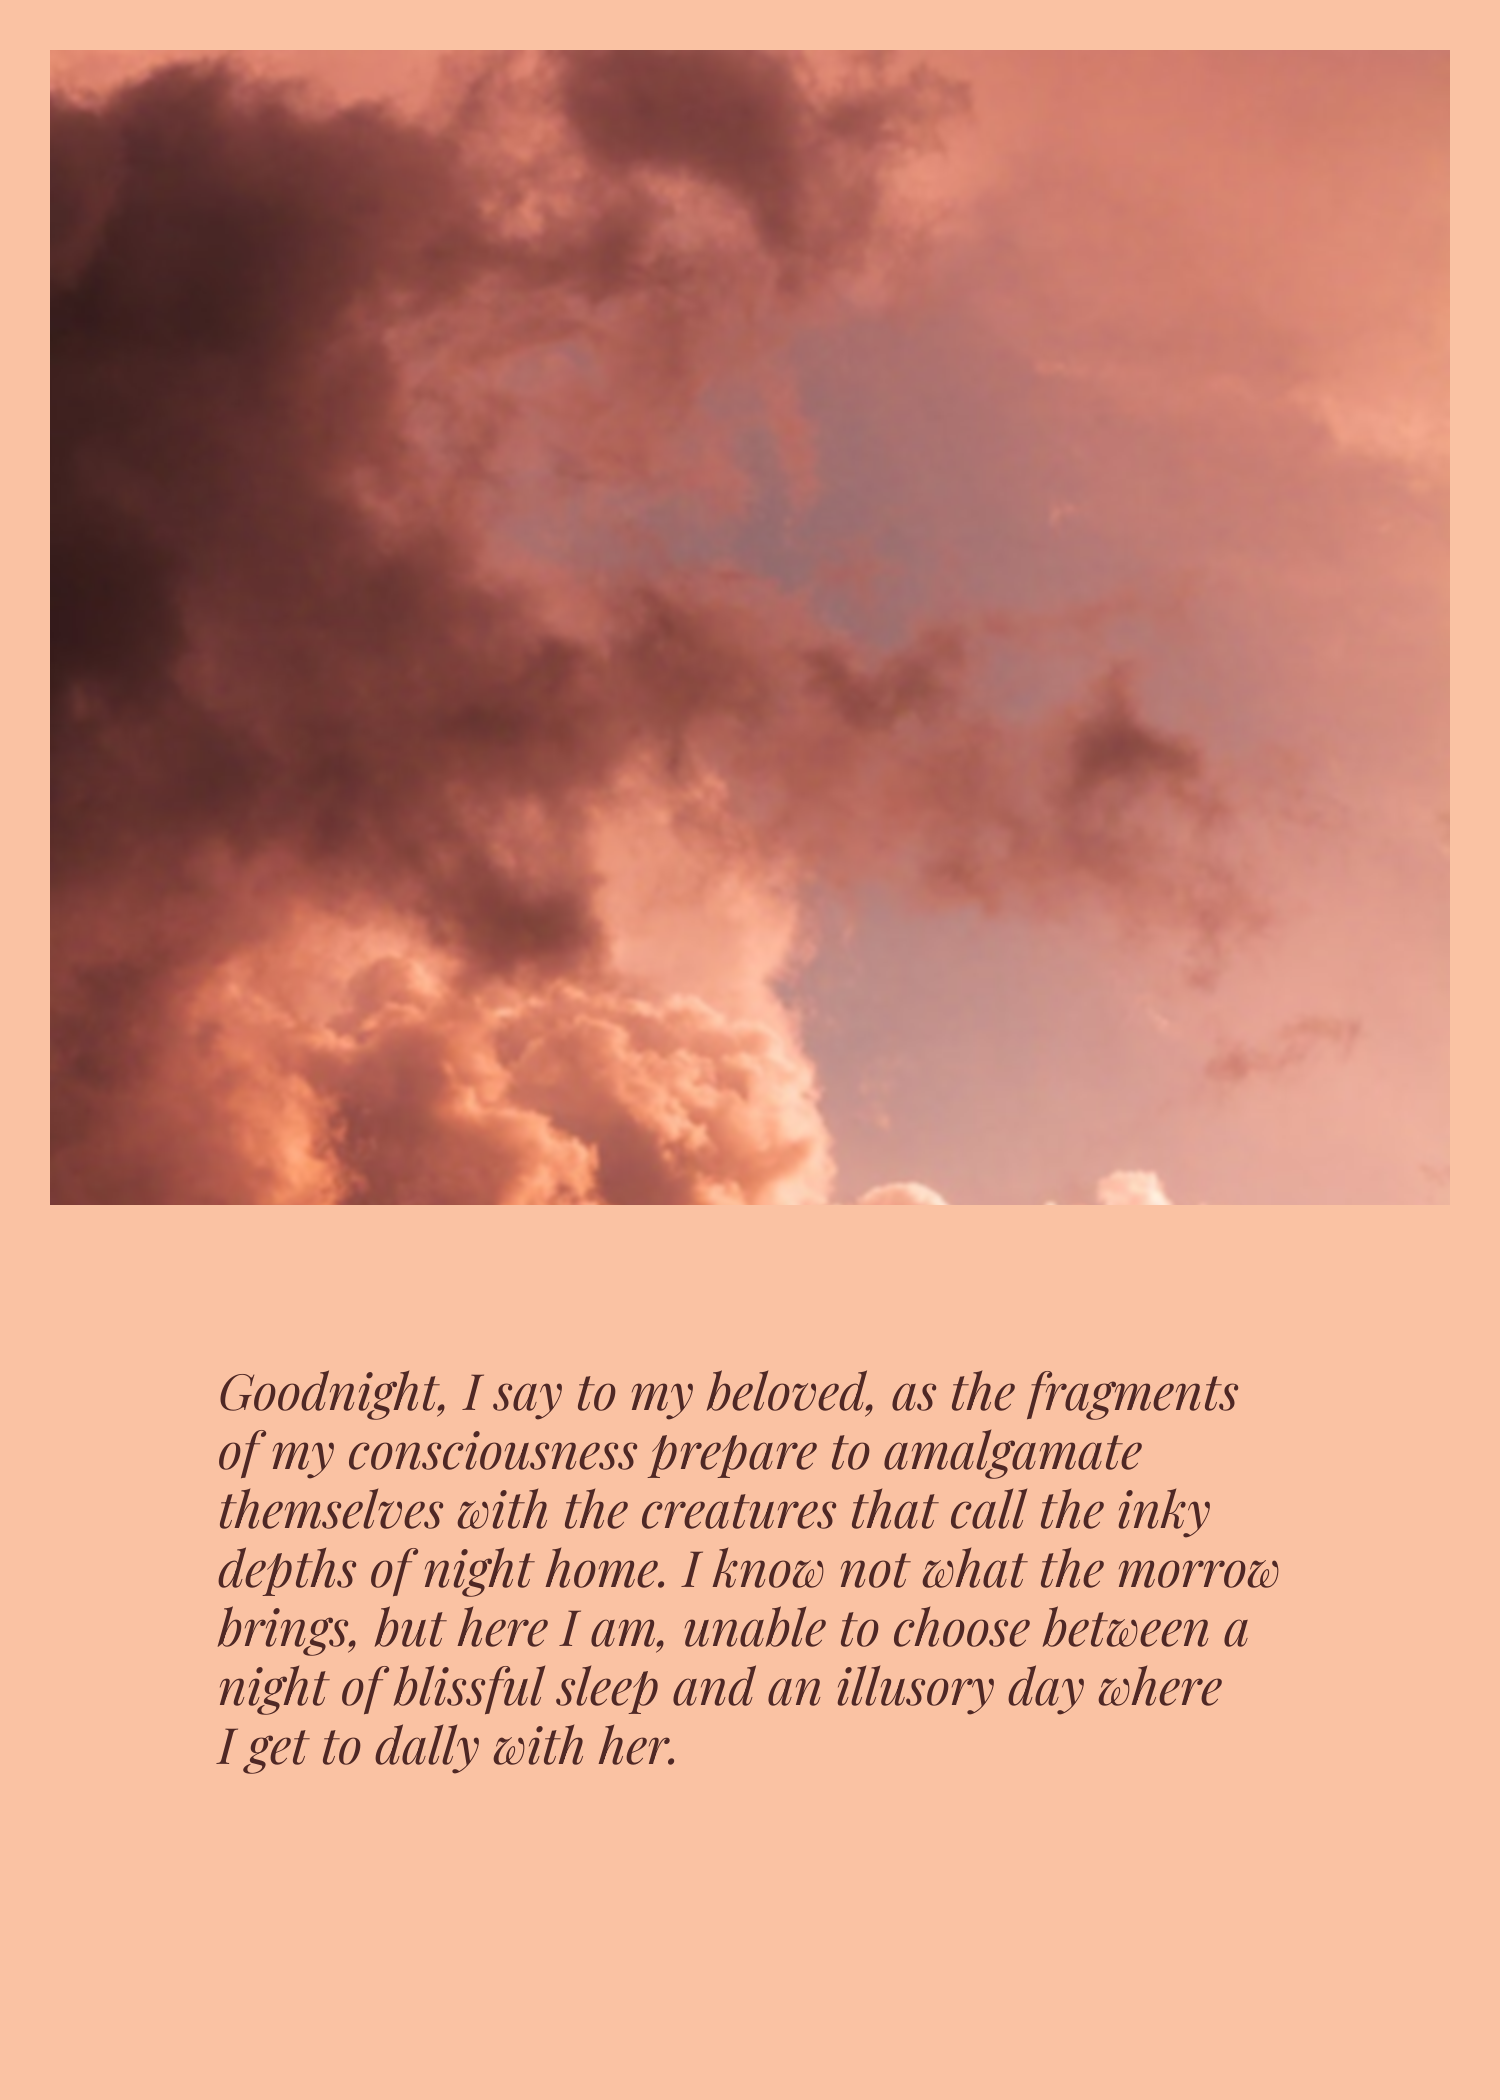 Goodnight, I say to my beloved, as the fragments
of my consciousness prepare to amalgamate
themselves with the creatures that call the inky
depths of night home. I know not what the morrow
brings, but here I am, unable to choose between a
night of blissful sleep and an illusory day where
I get to dally with her.